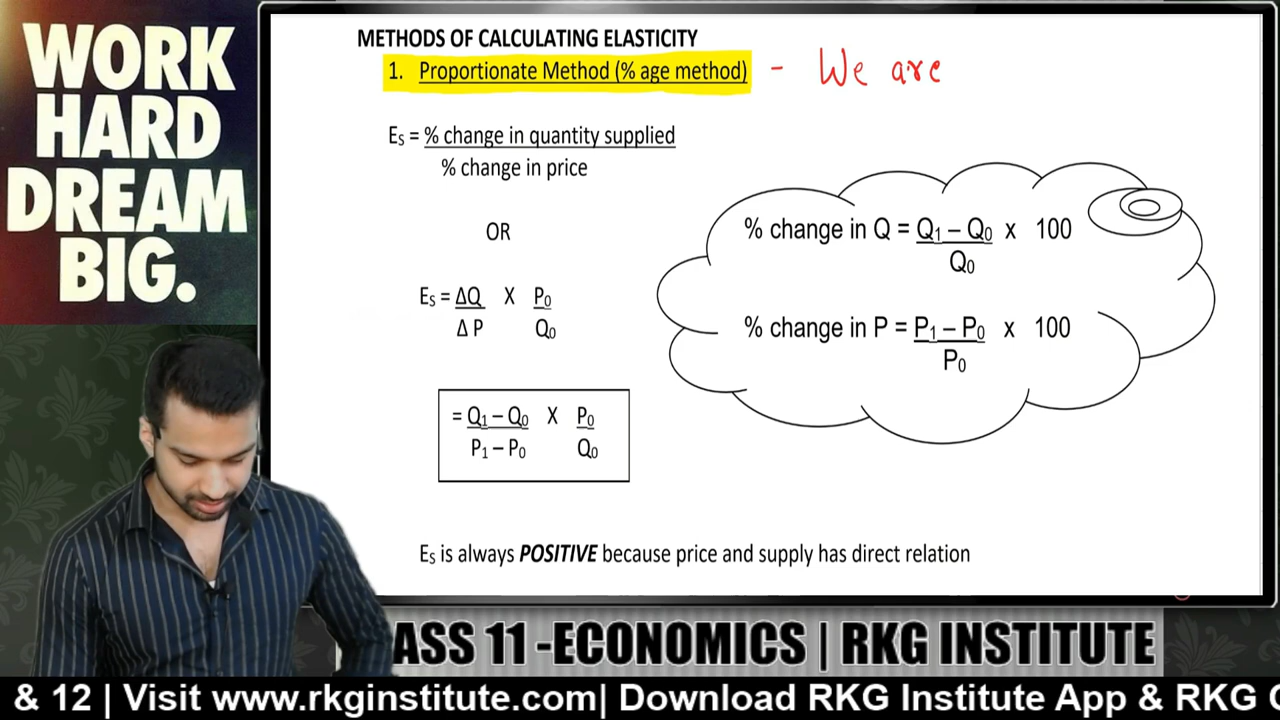 WORK
HARD
DREAM
BIG.
METHODS OF CALCULATING ELASTICITY
1. Proportionate Method (% age method) - We are
ES = % change in quantity supplied
% change in price
OR
ES = ΔQ X P0
Δ P Q0
= Q1 – Q0 X P0
P1 – P0 Q0
% change in Q = Q1 – Q0 x 100
Q0
% change in P = P1 – P0 x 100
P0
ES is always POSITIVE because price and supply has direct relation
ASS 11 -ECONOMICS | RKG INSTITUTE
& 12 | Visit www.rkginstitute.com| Download RKG Institute App & RKG